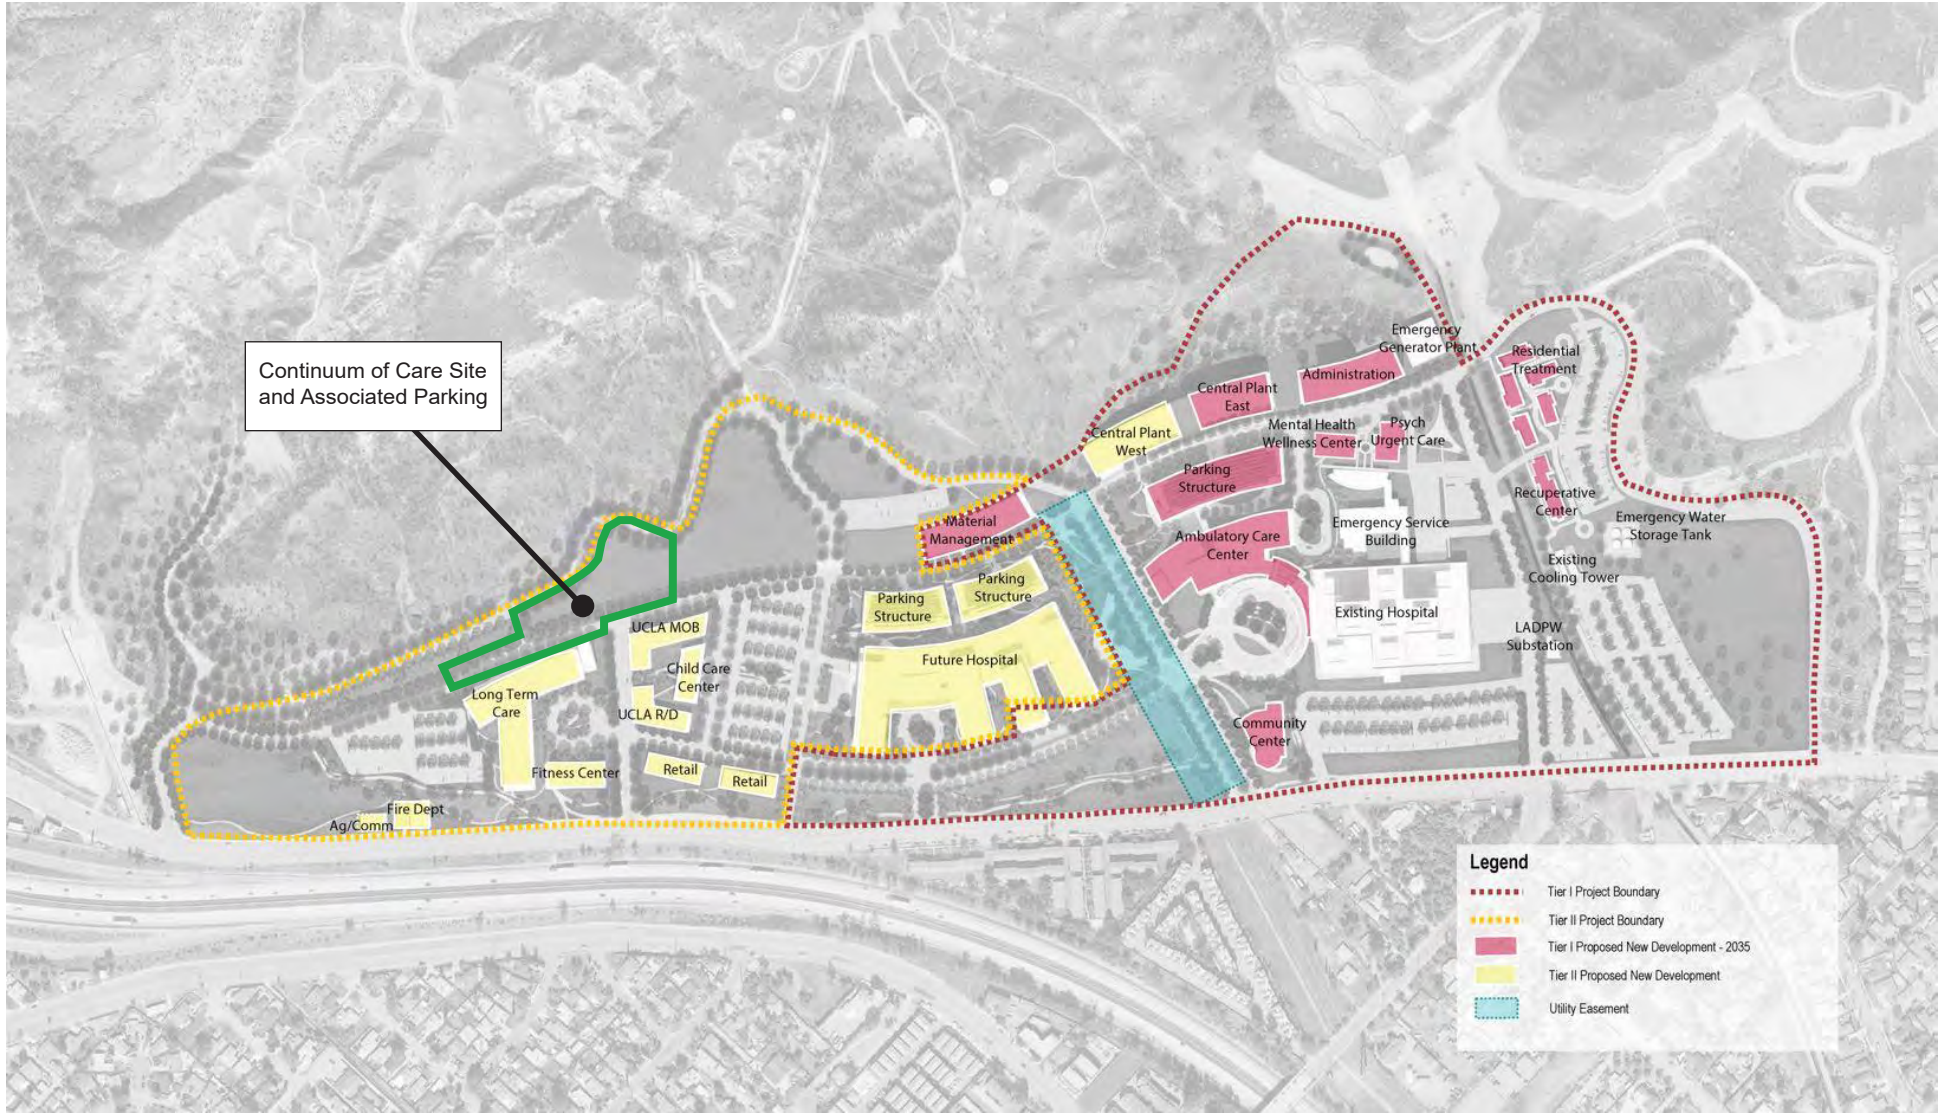 Continuum of Care Site
and Associated Parking
Emergency
Generator Plant
Residential
Treatment
Administration
Central Plant
East
Central Plant
West
Mental Health
Wellness Center
Psych
Urgent Care
Parking
Structure
Recuperative
Center
Material
Management
Ambulatory Care
Center
Emergency Service
Building
Emergency Water
Storage Tank
Existing
Cooling Tower
Parking
Structure
Parking
Structure
Existing Hospital
LADPW
Substation
UCLA MOB
Child Care
Center
Future Hospital
Long Term
Care
UCLA R/D
Community
Center
Fitness Center
Retail
Retail
Fire Dept
Ag/Comm
Legend
Tier I Project Boundary
Tier II Project Boundary
Tier I Proposed New Development - 2035
Tier II Proposed New Development
Utility Easement